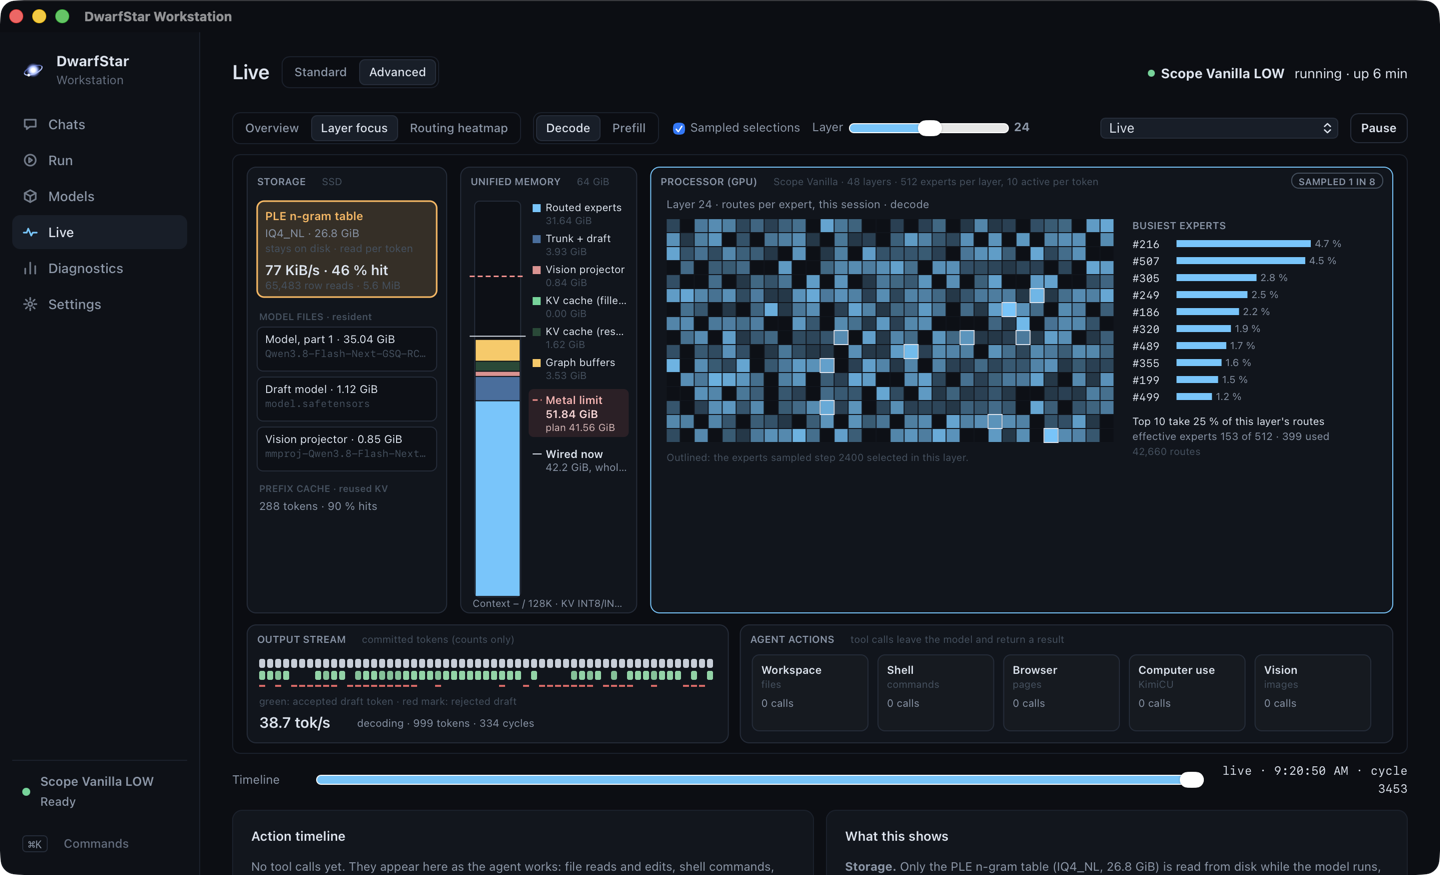 DwarfStar Workstation
DwarfStar
Workstation
Chats
Run
Models
Live
Diagnostics
Settings
Scope Vanilla LOW
Ready
⌘K Commands
Live
Standard Advanced
Scope Vanilla LOW running · up 6 min
Overview Layer focus Routing heatmap
Decode Prefill
Sampled selections
Layer 24
Live
Pause
STORAGE SSD
PLE n-gram table
IQ4_NL · 26.8 GiB
stays on disk · read per token
77 KiB/s · 46 % hit
65,483 row reads · 5.6 MiB
MODEL FILES · resident
Model, part 1 · 35.04 GiB
Qwen3.8-Flash-Next-GSQ-RC…
Draft model · 1.12 GiB
model.safetensors
Vision projector · 0.85 GiB
mmproj-Qwen3.8-Flash-Next…
PREFIX CACHE · reused KV
288 tokens · 90 % hits
UNIFIED MEMORY 64 GiB
Routed experts
31.64 GiB
Trunk + draft
3.93 GiB
Vision projector
0.84 GiB
KV cache (fille…
0.00 GiB
KV cache (res…
1.62 GiB
Graph buffers
3.53 GiB
Metal limit
51.84 GiB
plan 41.56 GiB
Wired now
42.2 GiB, whol…
Context – / 128K · KV INT8/IN…
PROCESSOR (GPU) Scope Vanilla · 48 layers · 512 experts per layer, 10 active per token
SAMPLED 1 IN 8
Layer 24 · routes per expert, this session · decode
Outlined: the experts sampled step 2400 selected in this layer.
BUSIEST EXPERTS
#216 4.7 %
#507 4.5 %
#305 2.8 %
#249 2.5 %
#186 2.2 %
#320 1.9 %
#489 1.7 %
#355 1.6 %
#199 1.5 %
#499 1.2 %
Top 10 take 25 % of this layer's routes
effective experts 153 of 512 · 399 used
42,660 routes
OUTPUT STREAM committed tokens (counts only)
green: accepted draft token · red mark: rejected draft
38.7 tok/s decoding · 999 tokens · 334 cycles
AGENT ACTIONS tool calls leave the model and return a result
Workspace
files
0 calls
Shell
commands
0 calls
Browser
pages
0 calls
Computer use
KimiCU
0 calls
Vision
images
0 calls
Timeline
live · 9:20:50 AM · cycle
3453
Action timeline
No tool calls yet. They appear here as the agent works: file reads and edits, shell commands,
What this shows
Storage. Only the PLE n-gram table (IQ4_NL, 26.8 GiB) is read from disk while the model runs,